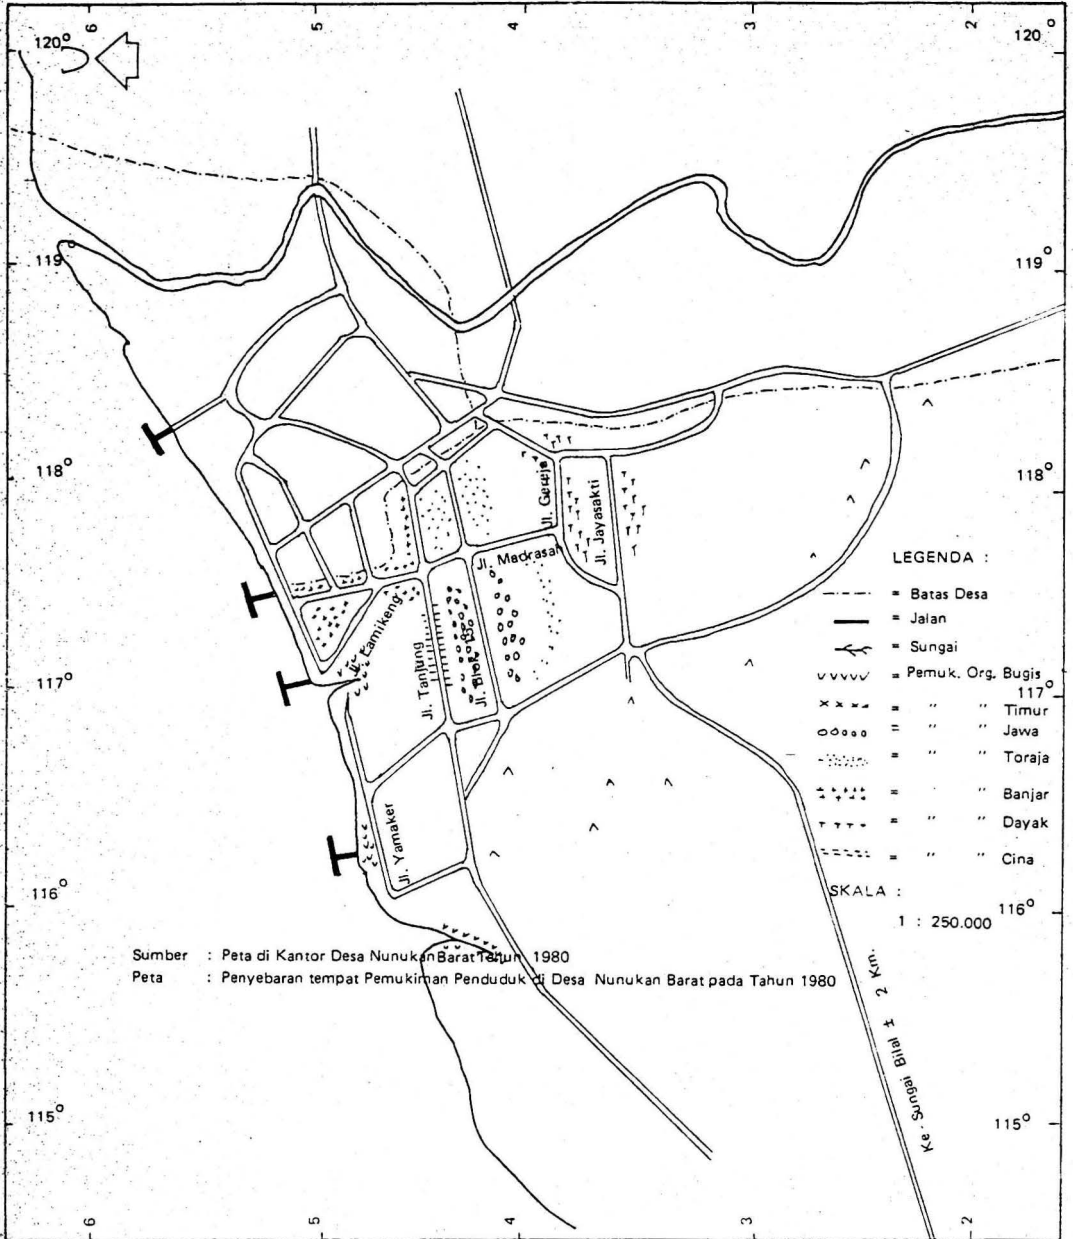 6 5 4 3 2
120° 120°
119° 119°
118° 118°
117° 117°
116° 116°
115° 115°
6 5 4 3 2
Jl. Gereja
Jl. Jayasakti
Jl. Madrasah
Jl. Lamikeng
Jl. Tanjung
Jl. Yamaker
Ke. Sungai Bilal ± 2 Km.
LEGENDA :
= Batas Desa
= Jalan
= Sungai
= Pemuk. Org. Bugis
= " " Timur
= " " Jawa
= " " Toraja
= " " Banjar
= " " Dayak
= " " Cina
SKALA :
1 : 250.000
Sumber : Peta di Kantor Desa Nunukan Barat Tahun 1980
Peta : Penyebaran tempat Pemukiman Penduduk di Desa Nunukan Barat pada Tahun 1980